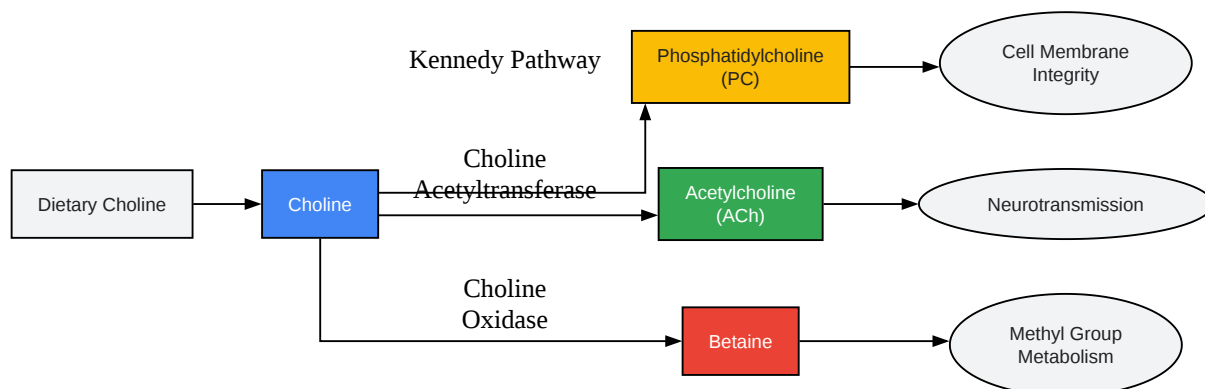 Kennedy Pathway
Phosphatidylcholine
(PC)
Cell Membrane
Integrity
Dietary Choline
Choline
Choline
Acetyltransferase
Acetylcholine
(ACh)
Neurotransmission
Choline
Oxidase
Betaine
Methyl Group
Metabolism